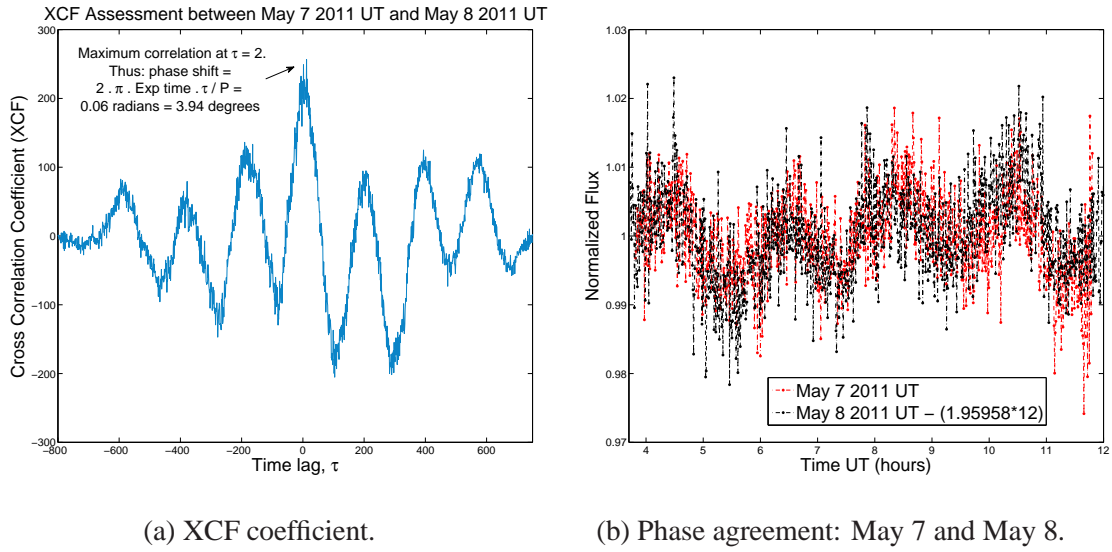 XCF Assessment between May 7 2011 UT and May 8 2011 UT
Maximum correlation at τ = 2.
Thus: phase shift =
2 . π . Exp time . τ / P =
0.06 radians = 3.94 degrees
Cross Correlation Coefficient (XCF)
300
200
100
0
−100
−200
−300
−800
−600
−400
−200
0
200
400
600
Time lag, τ
(a) XCF coefficient.
Normalized Flux
1.03
1.02
1.01
1
0.99
0.98
0.97
May 7 2011 UT
May 8 2011 UT − (1.95958*12)
4
5
6
7
8
9
10
11
12
Time UT (hours)
(b) Phase agreement: May 7 and May 8.